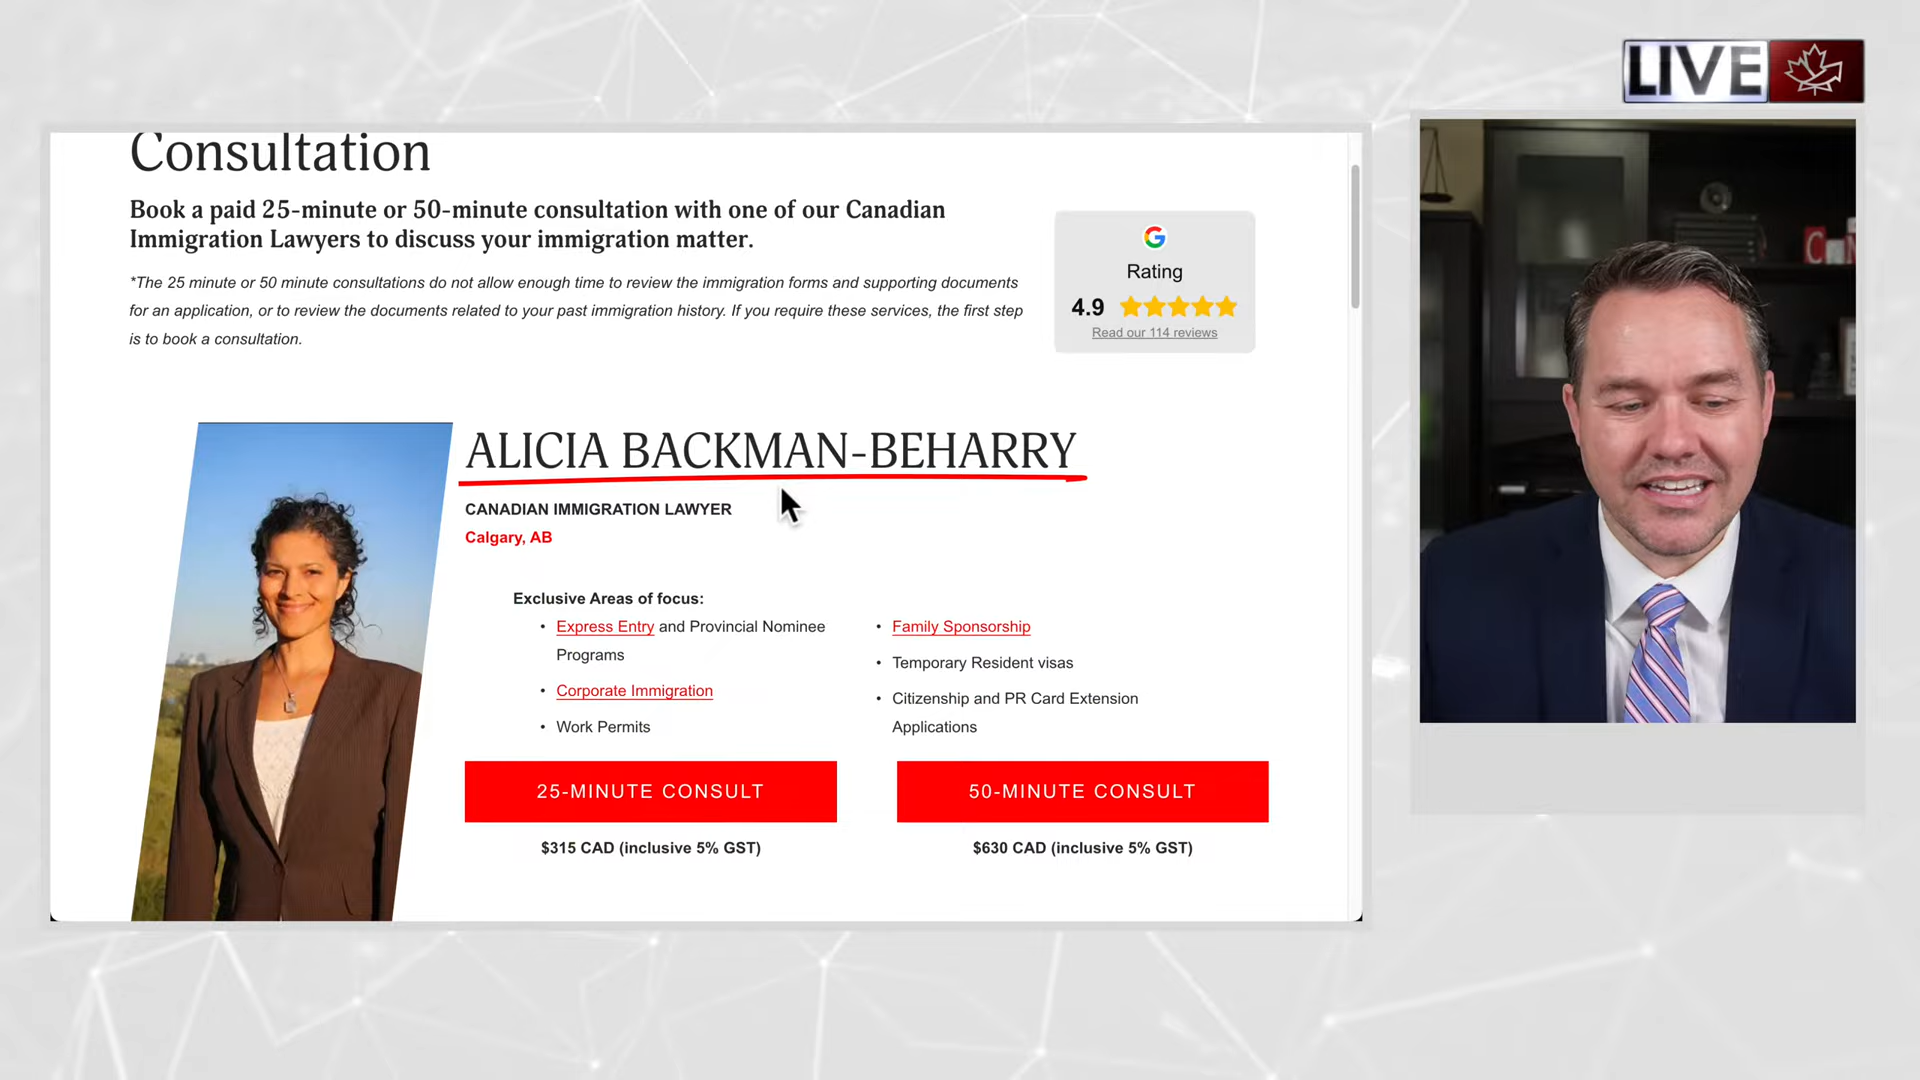 LIVE
Consultation
Book a paid 25-minute or 50-minute consultation with one of our Canadian
Immigration Lawyers to discuss your immigration matter.
*The 25 minute or 50 minute consultations do not allow enough time to review the immigration forms and supporting documents
for an application, or to review the documents related to your past immigration history. If you require these services, the first step
is to book a consultation.
Rating
4.9
Read our 114 reviews
ALICIA BACKMAN-BEHARRY
CANADIAN IMMIGRATION LAWYER
Calgary, AB
Exclusive Areas of focus:
• Express Entry and Provincial Nominee
Programs
• Corporate Immigration
• Work Permits
• Family Sponsorship
• Temporary Resident visas
• Citizenship and PR Card Extension
Applications
25-MINUTE CONSULT
$315 CAD (inclusive 5% GST)
50-MINUTE CONSULT
$630 CAD (inclusive 5% GST)